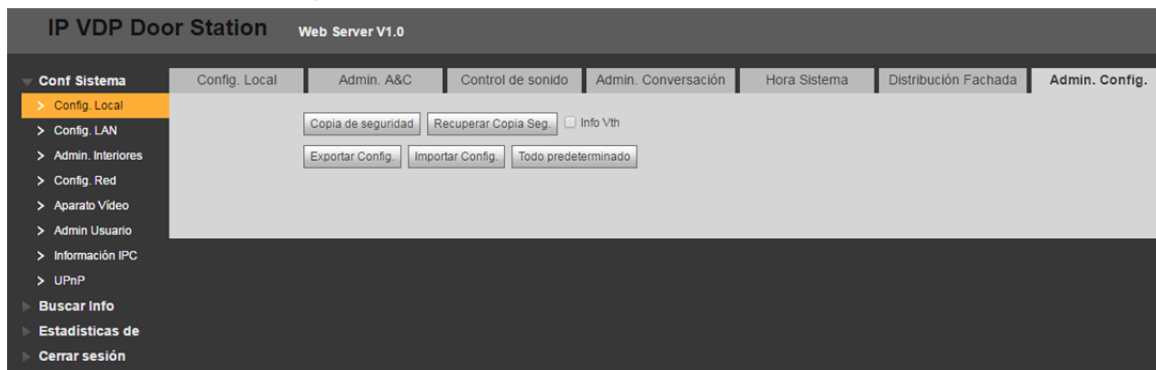 IP VDP Door Station Web Server V1.0
Conf Sistema
Config. Local
Config. LAN
Admin. Interiores
Config. Red
Aparato Vídeo
Admin Usuario
Información IPC
UPnP
Buscar Info
Estadísticas de
Cerrar sesión
Config. Local Admin. A&C Control de sonido Admin. Conversación Hora Sistema Distribución Fachada Admin. Config.
Copia de seguridad Recuperar Copia Seg. Info Vth
Exportar Config. Importar Config. Todo predeterminado